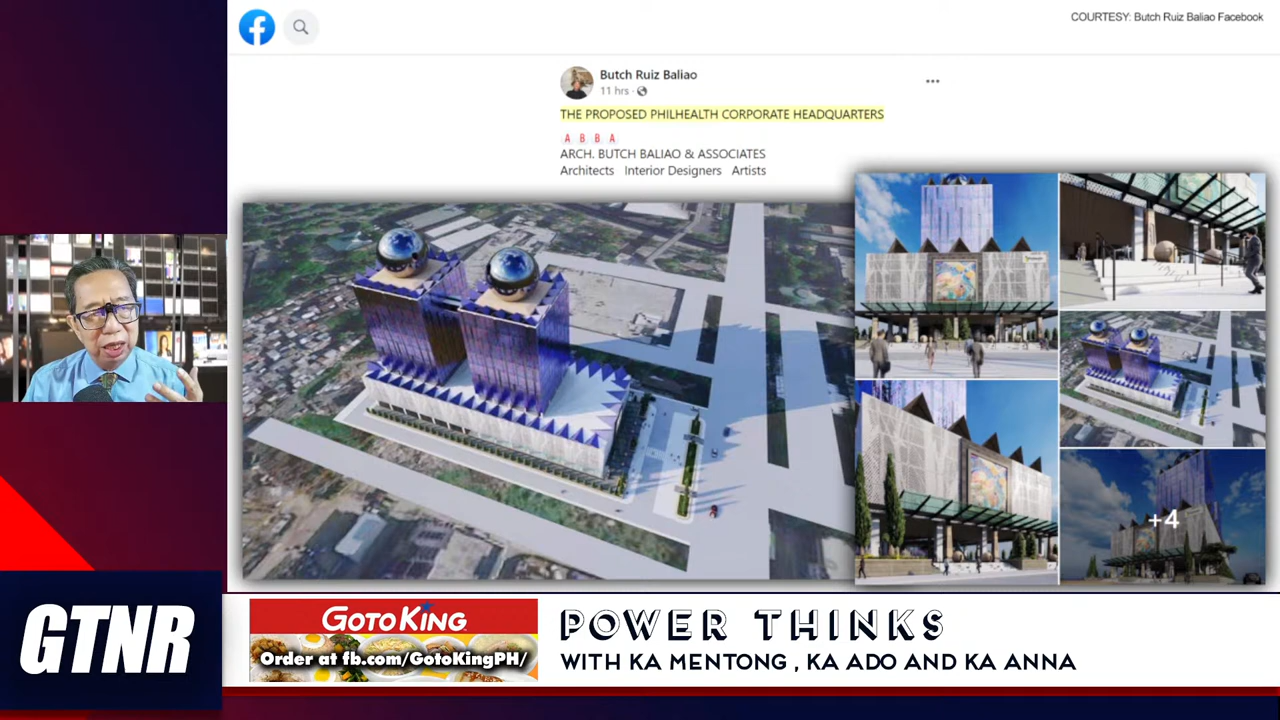 COURTESY: Butch Ruiz Baliao Facebook
Butch Ruiz Baliao
11 hrs ·
THE PROPOSED PHILHEALTH CORPORATE HEADQUARTERS
A B B A
ARCH. BUTCH BALIAO & ASSOCIATES
Architects Interior Designers Artists
+4
GTNR
GOTO KING
Order at fb.com/GotoKingPH/
POWER THINKS
WITH KA MENTONG , KA ADO AND KA ANNA